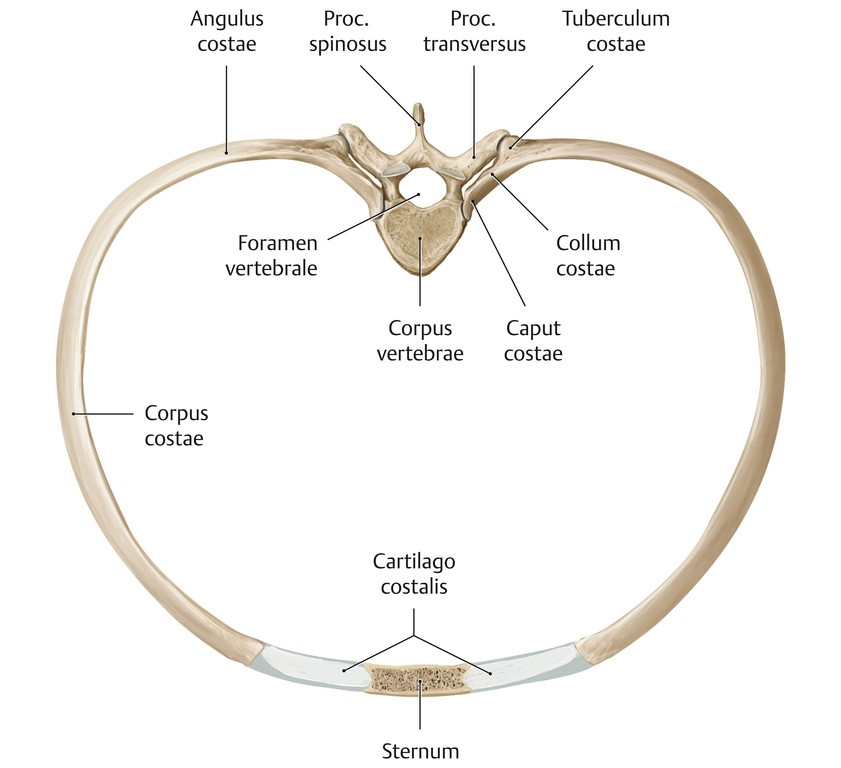 Angulus
costae
Proc.
spinosus
Proc.
transversus
Tuberculum
costae
Foramen
vertebrale
Collum
costae
Corpus
vertebrae
Caput
costae
Corpus
costae
Cartilago
costalis
Sternum